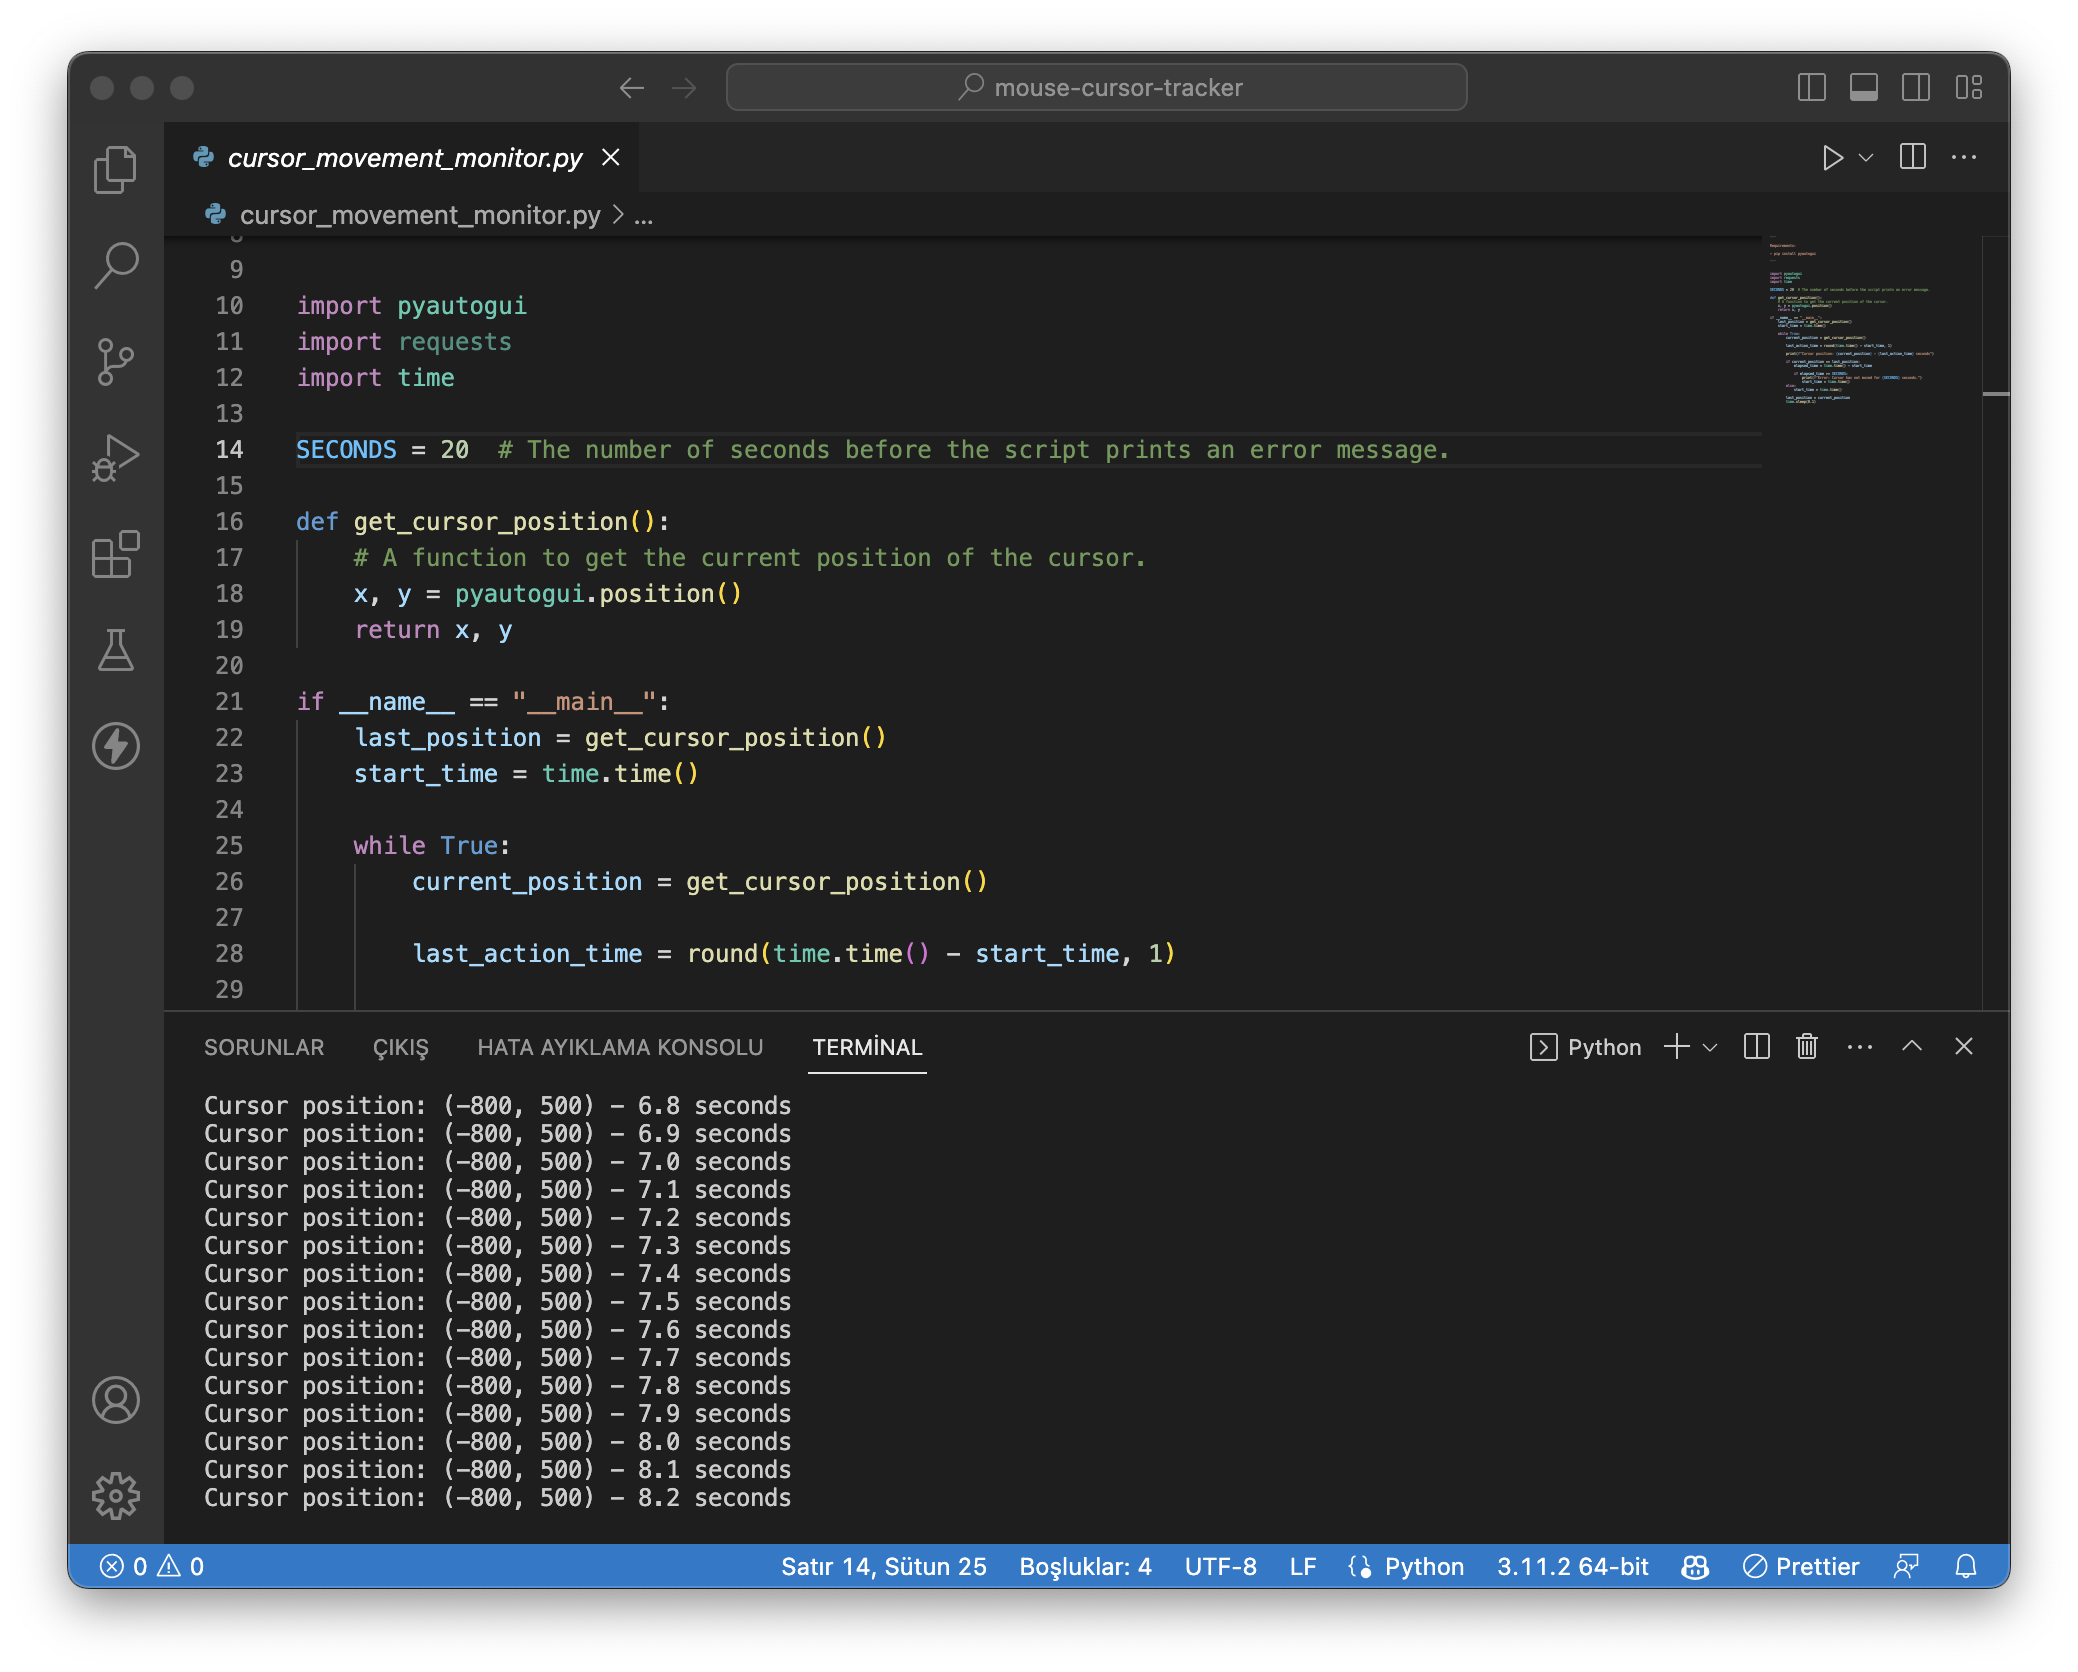 mouse-cursor-tracker
cursor_movement_monitor.py
cursor_movement_monitor.py > ...
9
10 import pyautogui
11 import requests
12 import time
13
14 SECONDS = 20  # The number of seconds before the script prints an error message.
15
16 def get_cursor_position():
17     # A function to get the current position of the cursor.
18     x, y = pyautogui.position()
19     return x, y
20
21 if __name__ == "__main__":
22     last_position = get_cursor_position()
23     start_time = time.time()
24
25     while True:
26         current_position = get_cursor_position()
27
28         last_action_time = round(time.time() - start_time, 1)
29
SORUNLAR ÇIKIŞ HATA AYIKLAMA KONSOLU TERMİNAL Python
Cursor position: (-800, 500) - 6.8 seconds
Cursor position: (-800, 500) - 6.9 seconds
Cursor position: (-800, 500) - 7.0 seconds
Cursor position: (-800, 500) - 7.1 seconds
Cursor position: (-800, 500) - 7.2 seconds
Cursor position: (-800, 500) - 7.3 seconds
Cursor position: (-800, 500) - 7.4 seconds
Cursor position: (-800, 500) - 7.5 seconds
Cursor position: (-800, 500) - 7.6 seconds
Cursor position: (-800, 500) - 7.7 seconds
Cursor position: (-800, 500) - 7.8 seconds
Cursor position: (-800, 500) - 7.9 seconds
Cursor position: (-800, 500) - 8.0 seconds
Cursor position: (-800, 500) - 8.1 seconds
Cursor position: (-800, 500) - 8.2 seconds
0 0 Satır 14, Sütun 25 Boşluklar: 4 UTF-8 LF Python 3.11.2 64-bit Prettier